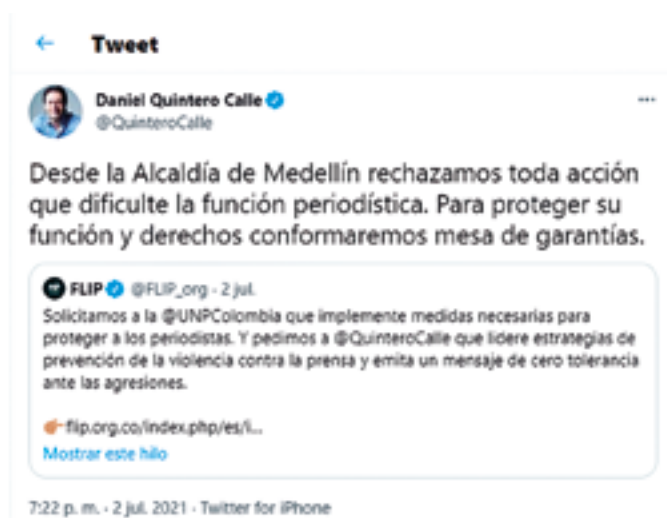 Tweet
Daniel Quintero Calle
@QuinteroCalle
Desde la Alcaldía de Medellín rechazamos toda acción
que dificulte la función periodística. Para proteger su
función y derechos conformaremos mesa de garantías.
FLIP @FLIP_org · 2 jul.
Solicitamos a la @UNPColombia que implemente medidas necesarias para
proteger a los periodistas. Y pedimos a @QuinteroCalle que lidere estrategias de
prevención de la violencia contra la prensa y emita un mensaje de cero tolerancia
ante las agresiones.
flip.org.co/index.php/es/i...
Mostrar este hilo
7:22 p. m. · 2 jul. 2021 · Twitter for iPhone